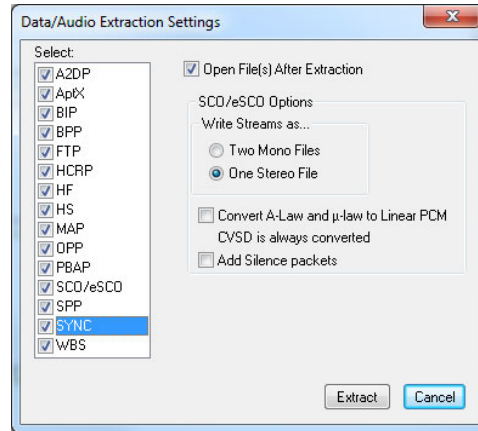 Data/Audio Extraction Settings
Select:
A2DP
AptX
BIP
BPP
FTP
HCRP
HF
HS
MAP
OPP
PBAP
SCO/eSCO
SPP
SYNC
WBS
Open File(s) After Extraction
SCO/eSCO Options
Write Streams as...
Two Mono Files
One Stereo File
Convert A-Law and μ-law to Linear PCM
CVSD is always converted
Add Silence packets
Extract
Cancel